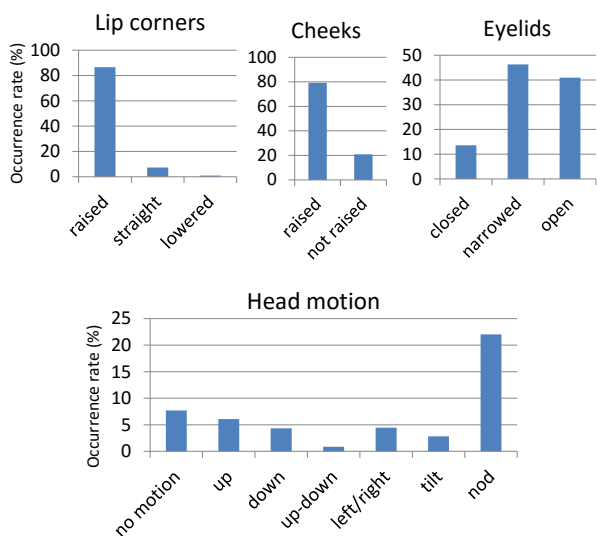 Lip corners
Occurrence rate (%)
100
80
60
40
20
0
raised
straight
lowered
Cheeks
100
80
60
40
20
0
raised
not raised
Eyelids
50
40
30
20
10
0
closed
narrowed
open
Head motion
Occurrence rate (%)
25
20
15
10
5
0
no motion
up
down
up-down
left/right
tilt
nod